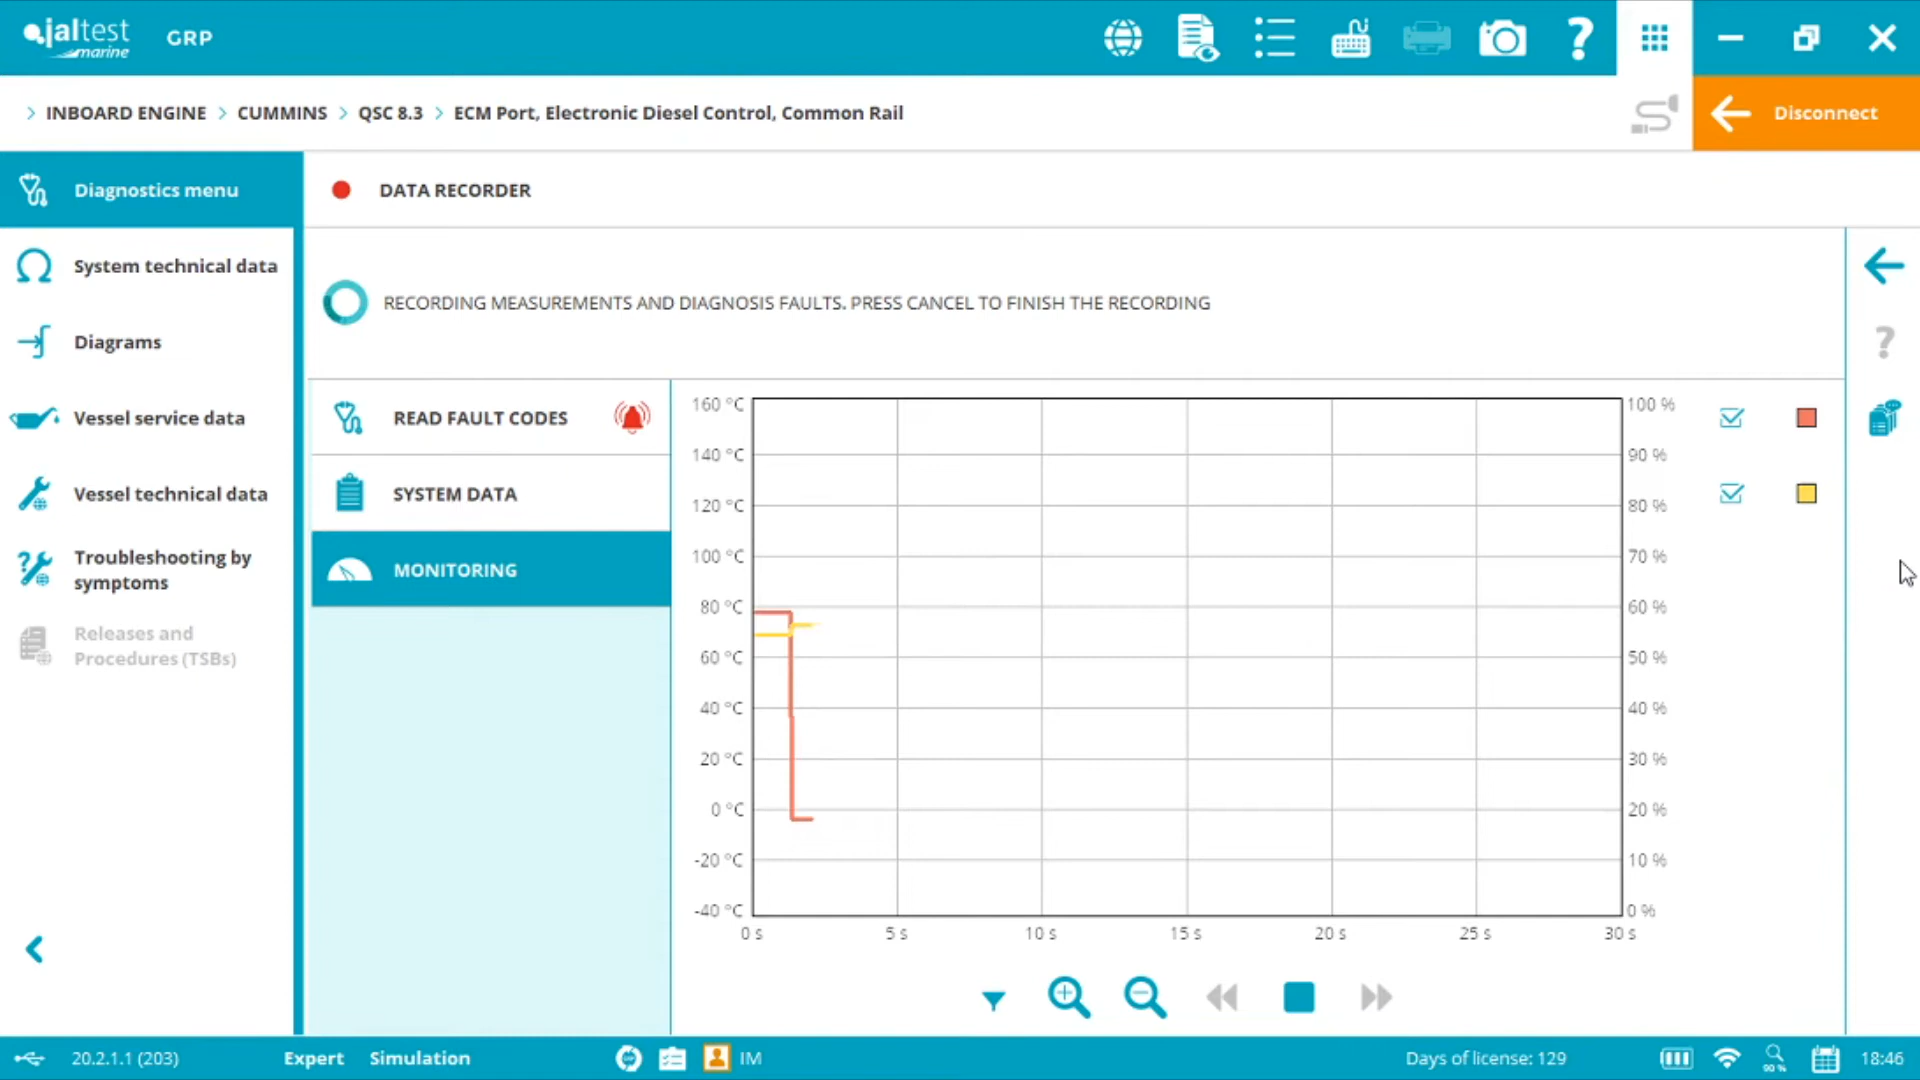 jaltest
marine
GRP
INBOARD ENGINE
CUMMINS
QSC 8.3
ECM Port, Electronic Diesel Control, Common Rail
Disconnect
Diagnostics menu
System technical data
Diagrams
Vessel service data
Vessel technical data
Troubleshooting by
symptoms
Releases and
Procedures (TSBs)
DATA RECORDER
RECORDING MEASUREMENTS AND DIAGNOSIS FAULTS. PRESS CANCEL TO FINISH THE RECORDING
READ FAULT CODES
SYSTEM DATA
MONITORING
160 °C
140 °C
120 °C
100 °C
80 °C
60 °C
40 °C
20 °C
0 °C
-20 °C
-40 °C
100 %
90 %
80 %
70 %
60 %
50 %
40 %
30 %
20 %
10 %
0 %
0 s
5 s
10 s
15 s
20 s
25 s
30 s
20.2.1.1 (203)
Expert
Simulation
IM
Days of license: 129
90 %
18:46